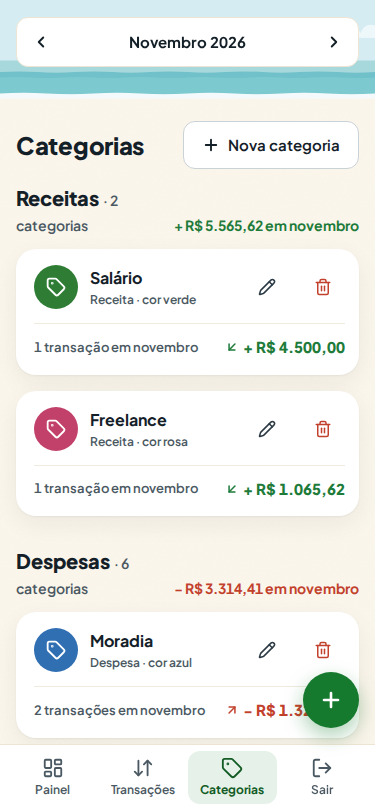 Novembro 2026
Categorias
Nova categoria
Receitas · 2
categorias
+ R$ 5.565,62 em novembro
Salário
Receita · cor verde
1 transação em novembro
+ R$ 4.500,00
Freelance
Receita · cor rosa
1 transação em novembro
+ R$ 1.065,62
Despesas · 6
categorias
− R$ 3.314,41 em novembro
Moradia
Despesa · cor azul
2 transações em novembro
− R$
Painel
Transações
Categorias
Sair